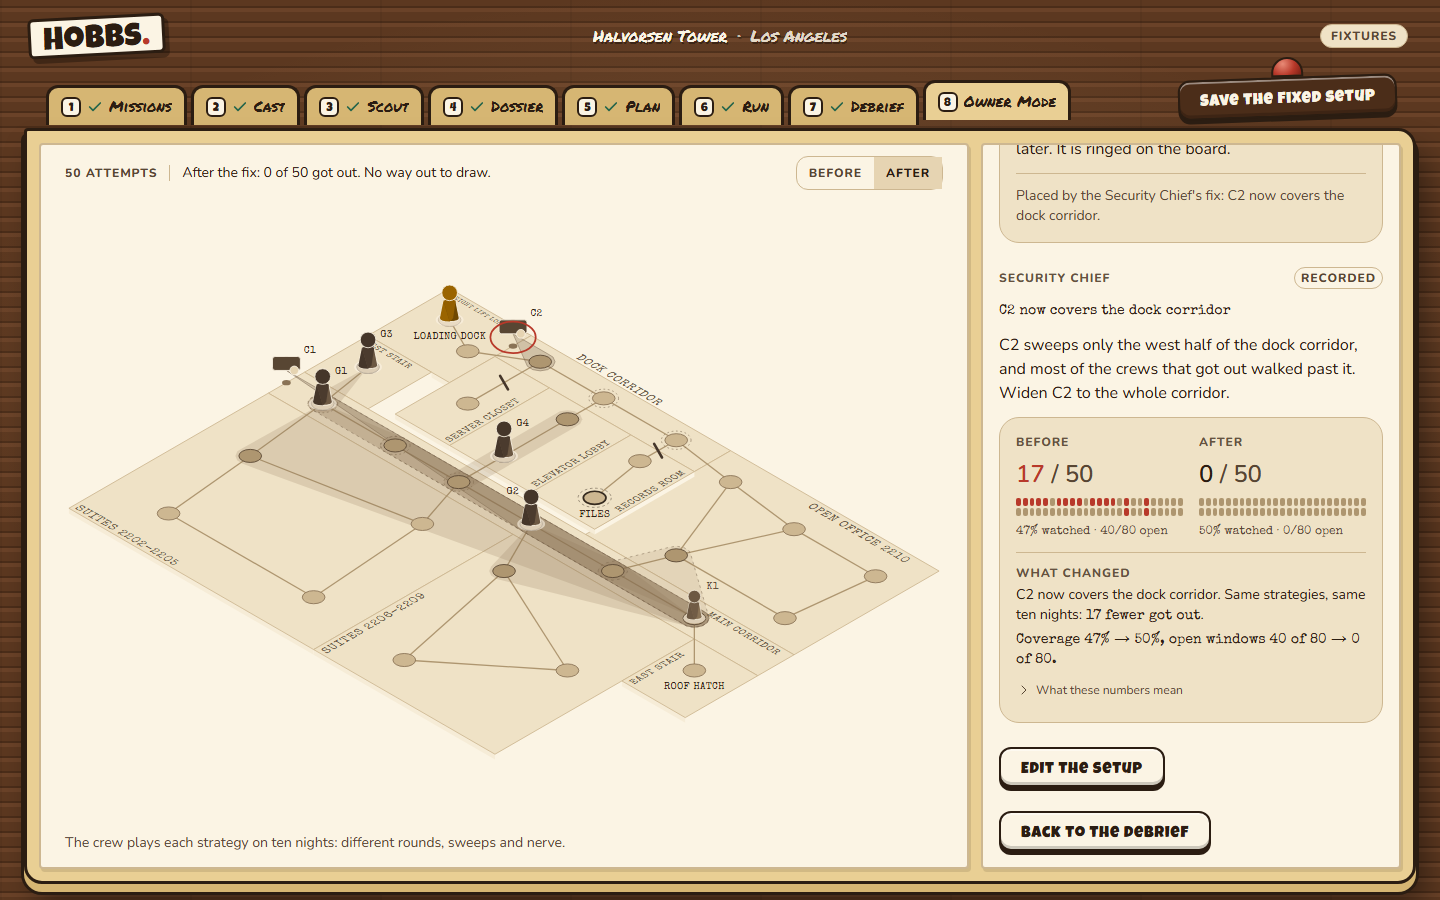 HOBBS.
Halvorsen Tower · Los Angeles
FIXTURES
1 Missions
2 Cast
3 Scout
4 Dossier
5 Plan
6 Run
7 Debrief
8 Owner Mode
Save the fixed setup
50 ATTEMPTS
After the fix: 0 of 50 got out. No way out to draw.
BEFORE
AFTER
C2
G3
LOADING DOCK
C1
G1
DOCK CORRIDOR
SERVER CLOSET
G4
ELEVATOR LOBBY
G2
RECORDS ROOM
FILES
OPEN OFFICE 2210
SUITES 2202-2205
K1
SUITES 2206-2209
MAIN CORRIDOR
EAST STAIR
ROOF HATCH
The crew plays each strategy on ten nights: different rounds, sweeps and nerve.
later. It is ringed on the board.
Placed by the Security Chief's fix: C2 now covers the
dock corridor.
SECURITY CHIEF
RECORDED
C2 now covers the dock corridor
C2 sweeps only the west half of the dock corridor,
and most of the crews that got out walked past it.
Widen C2 to the whole corridor.
BEFORE
AFTER
17 / 50
0 / 50
47% watched · 40/80 open
50% watched · 0/80 open
WHAT CHANGED
C2 now covers the dock corridor. Same strategies, same
ten nights: 17 fewer got out.
Coverage 47% → 50%, open windows 40 of 80 → 0
of 80.
What these numbers mean
Edit the setup
Back to the debrief